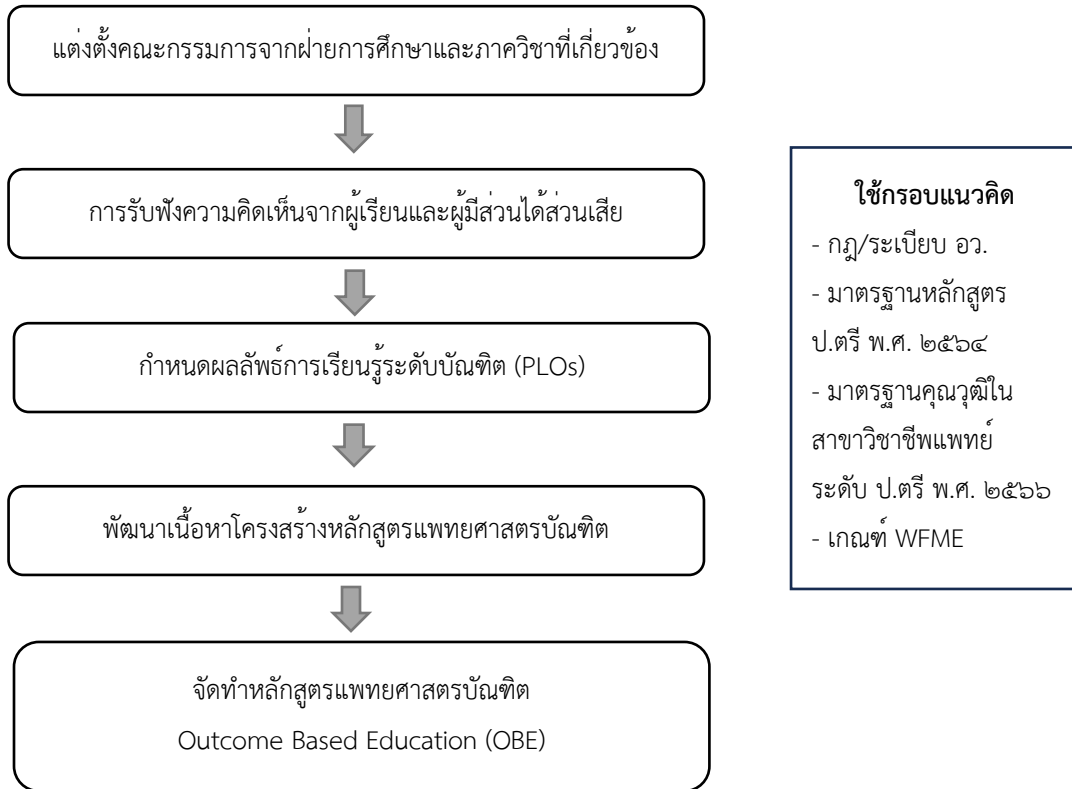 แต่งตั้งคณะกรรมการจากฝ่ายการศึกษาและภาควิชาที่เกี่ยวข้อง
การรับฟังความคิดเห็นจากผู้เรียนและผู้มีส่วนได้ส่วนเสีย
กำหนดผลลัพธ์การเรียนรู้ระดับบัณฑิต (PLOs)
พัฒนาเนื้อหาโครงสร้างหลักสูตรแพทยศาสตรบัณฑิต
จัดทำหลักสูตรแพทยศาสตรบัณฑิต
Outcome Based Education (OBE)
ใช้กรอบแนวคิด
- กฎ/ระเบียบ อว.
- มาตรฐานหลักสูตร
ป.ตรี พ.ศ. ๒๕๖๔
- มาตรฐานคุณวุฒิใน
สาขาวิชาชีพแพทย์
ระดับ ป.ตรี พ.ศ. ๒๕๖๖
- เกณฑ์ WFME